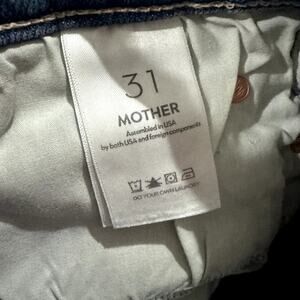 31
MOTHER
Assembled in USA
by both USA and foreign components
DO YOUR OWN LAUNDRY